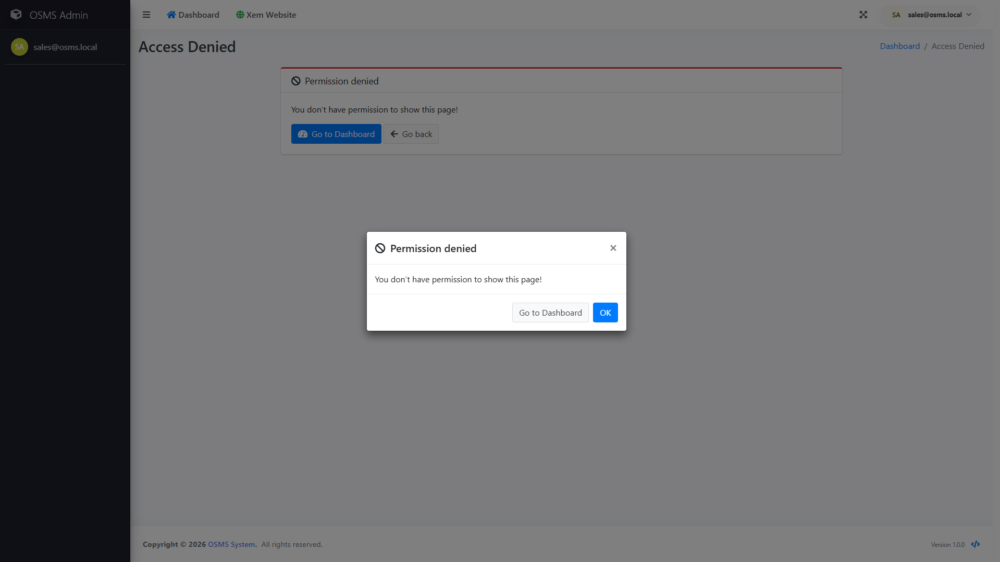 OSMS Admin
Dashboard
Xem Website
SA
sales@osms.local
SA
sales@osms.local
Access Denied
Dashboard / Access Denied
Permission denied
You don't have permission to show this page!
Go to Dashboard
Go back
Permission denied
×
You don't have permission to show this page!
Go to Dashboard
OK
Copyright © 2026 OSMS System. All rights reserved.
Version 1.0.0